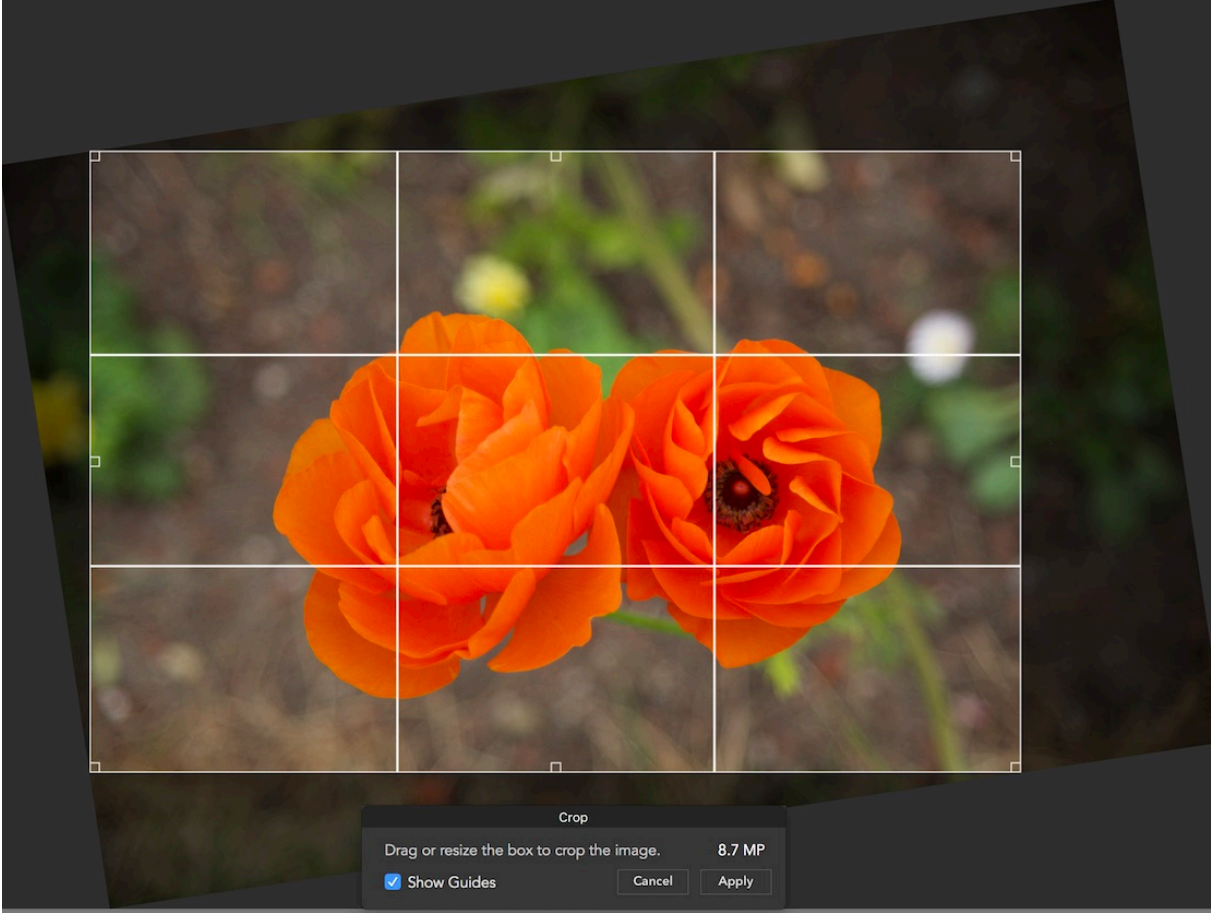 Crop
Drag or resize the box to crop the image. 8.7 MP
Show Guides Cancel Apply